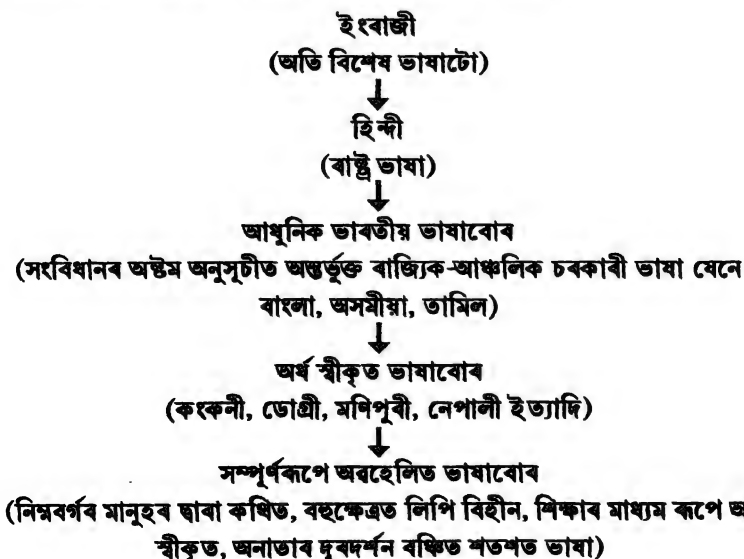 ইংৰাজী
(অতি বিশেষ ভাষাটো)
↓
হিন্দী
(ৰাষ্ট্ৰ ভাষা)
↓
আধুনিক ভাৰতীয় ভাষাবোৰ
(সংবিধানৰ অষ্টম অনুসূচীত অন্তৰ্ভুক্ত ৰাজ্যিক-আঞ্চলিক চৰকাৰী ভাষা যেনে
বাংলা, অসমীয়া, তামিল)
↓
অৰ্ধ স্বীকৃত ভাষাবোৰ
(কংকনী, ডোগ্ৰী, মণিপুৰী, নেপালী ইত্যাদি)
↓
সম্পূৰ্ণৰূপে অৱহেলিত ভাষাবোৰ
(নিম্নবৰ্গৰ মানুহৰ দ্বাৰা কথিত, বহুক্ষেত্ৰত লিপি বিহীন, শিক্ষাৰ মাধ্যম ৰূপে
স্বীকৃত, অনাতাৰ দূৰদৰ্শন বঞ্চিত শতশত ভাষা)